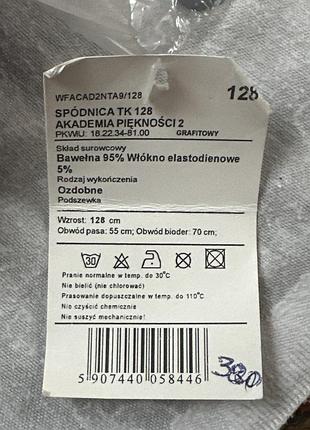 WFACAD2NTA9/128
128
SPÓDNICA TK 128
AKADEMIA PIĘKNOŚCI 2
PKWIU: 18.22.34-81.00 GRAFITOWY
Skład surowcowy
Bawełna 95% Włókno elastodienowe
5%
Rodzaj wykończenia
Ozdobne
Podszewka
Wzrost: 128 cm
Obwód pasa: 55 cm; Obwód bioder: 70 cm;
30
Pranie normalne w temp. do 30°C
Nie bielić (nie chlorować)
Prasowanie dopuszczalne w temp. do 110°C
Nie czyścić chemicznie
Nie suszyć mechanicznie!
5 907440 058446
380